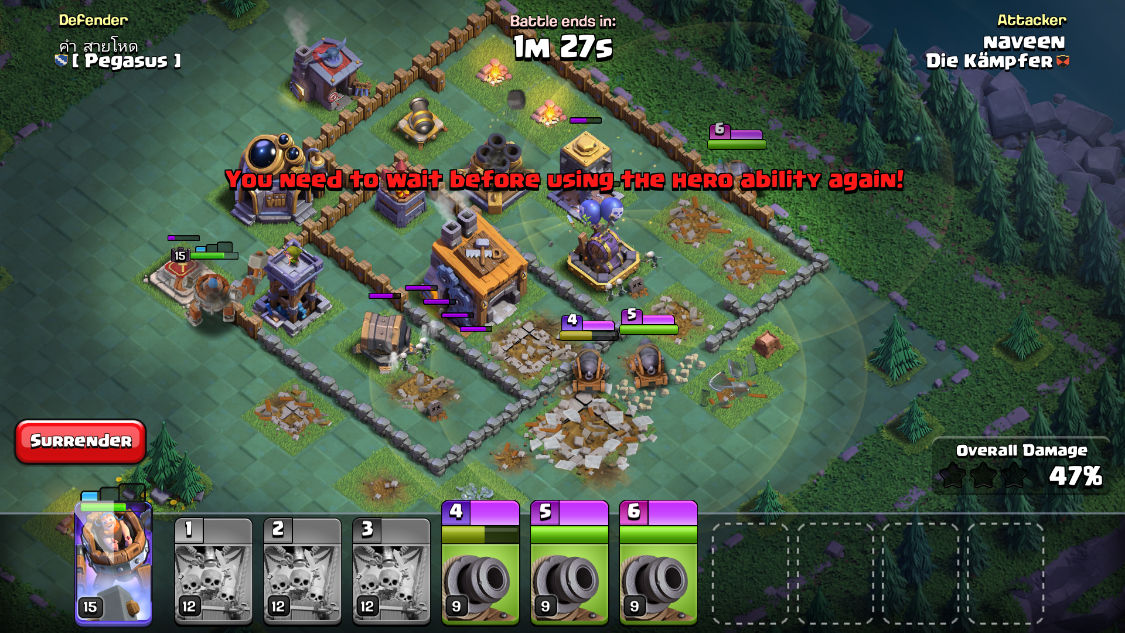 Defender
คำ สายโหด
[ Pegasus ]
Battle ends in:
1m 27s
Attacker
naveen
Die Kämpfer
6
You need to wait before using the Hero ability again!
VIII
15
4
5
Surrender
Overall Damage
47%
15
1
12
2
12
3
12
4
9
5
9
6
9